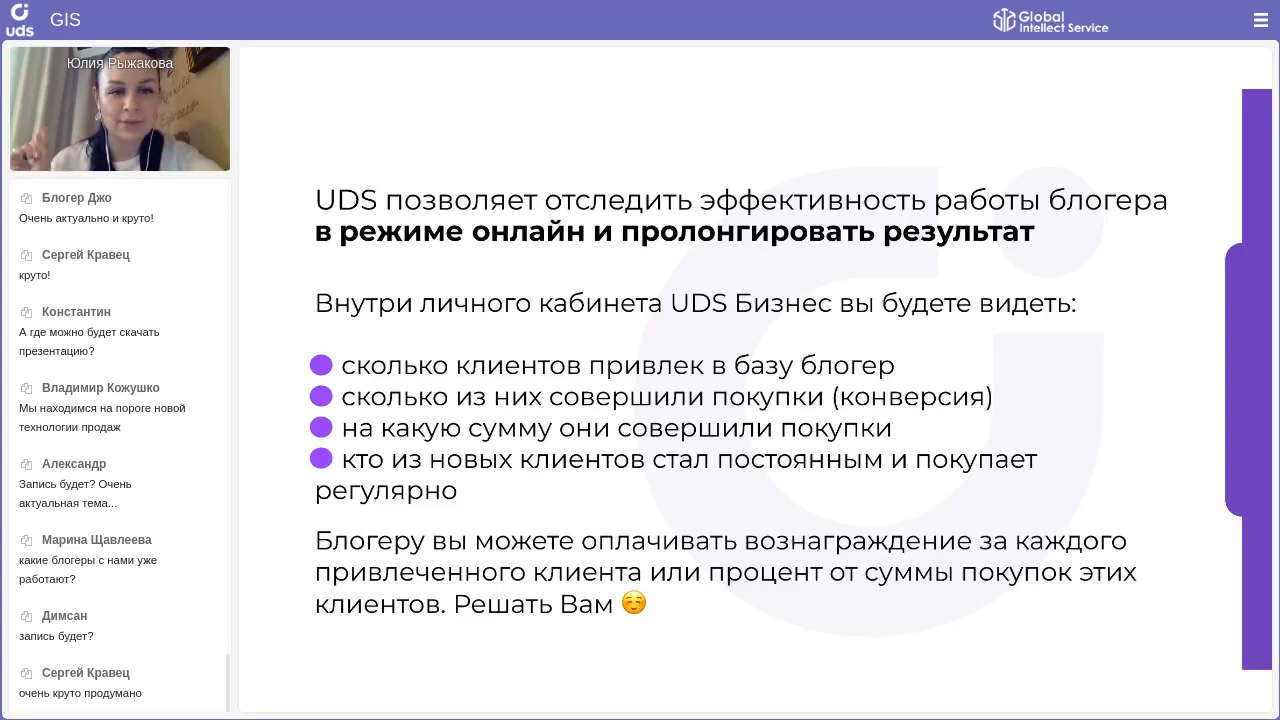 uds
GIS
Global
Intellect Service
Юлия Рыжакова
Блогер Джо
Очень актуально и круто!
Сергей Кравец
круто!
Константин
А где можно будет скачать
презентацию?
Владимир Кожушко
Мы находимся на пороге новой
технологии продаж
Александр
Запись будет? Очень
актуальная тема...
Марина Щавлеева
какие блогеры с нами уже
работают?
Димсан
запись будет?
Сергей Кравец
очень круто продумано
UDS позволяет отследить эффективность работы блогера
в режиме онлайн и пролонгировать результат
Внутри личного кабинета UDS Бизнес вы будете видеть:
сколько клиентов привлек в базу блогер
сколько из них совершили покупки (конверсия)
на какую сумму они совершили покупки
кто из новых клиентов стал постоянным и покупает
регулярно
Блогеру вы можете оплачивать вознаграждение за каждого
привлеченного клиента или процент от суммы покупок этих
клиентов. Решать Вам ☺️